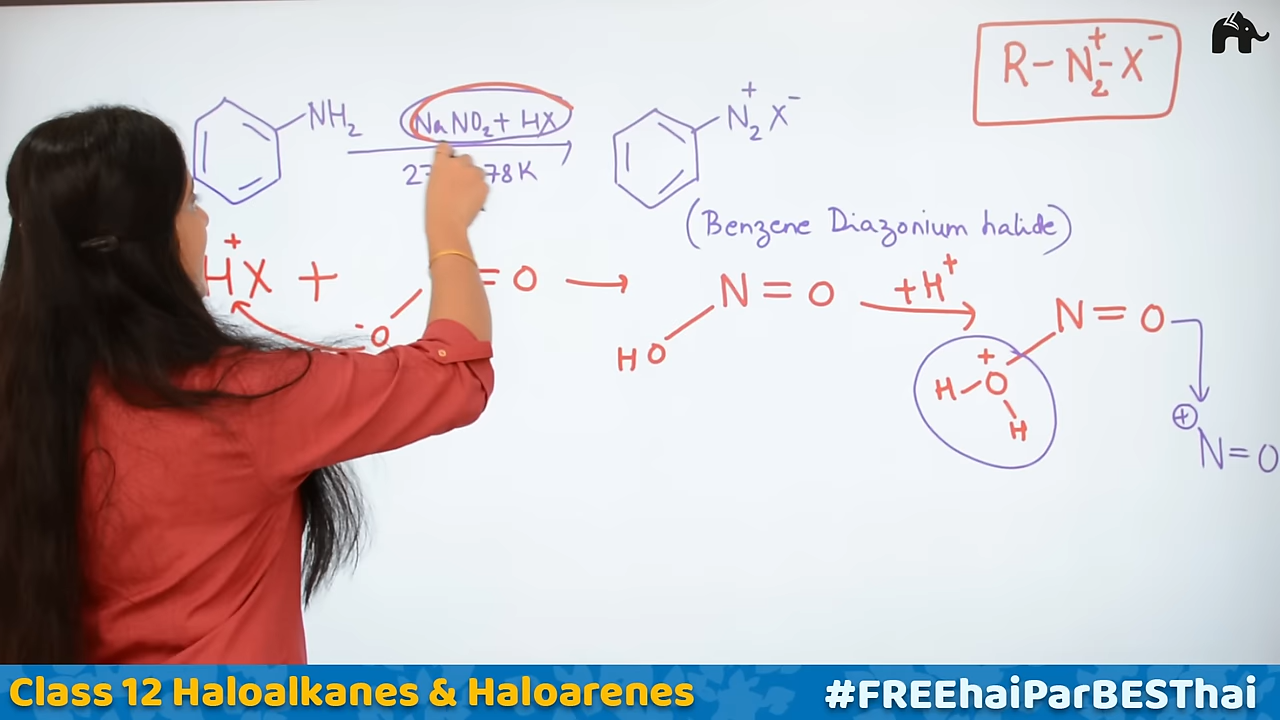 R-N₂⁺-X⁻
NH₂ NaNO₂ + HX N₂⁺X⁻
78K
(Benzene Diazonium halide)
H⁺X + ⁻O =O → HO N=O +H⁺ → H O⁺ H N=O
⊕N=O
Class 12 Haloalkanes & Haloarenes
#FREEhaiParBESThai